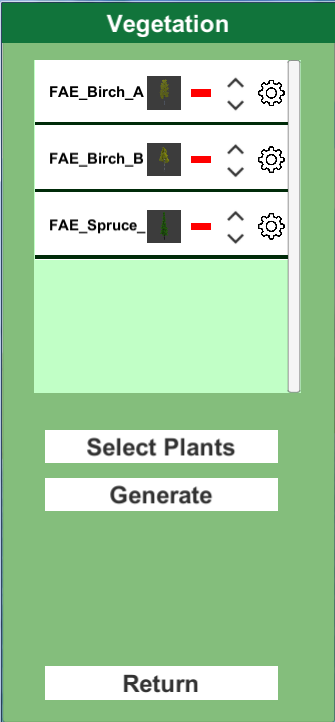 Vegetation
FAE_Birch_A
FAE_Birch_B
FAE_Spruce_
Select Plants
Generate
Return